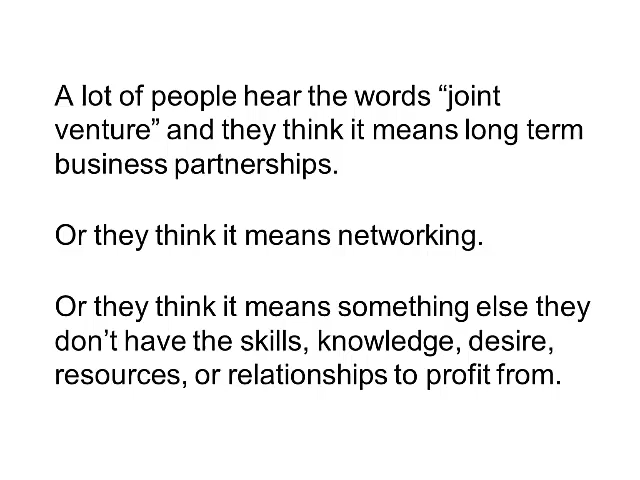 A lot of people hear the words “joint
venture” and they think it means long term
business partnerships.
Or they think it means networking.
Or they think it means something else they
don’t have the skills, knowledge, desire,
resources, or relationships to profit from.